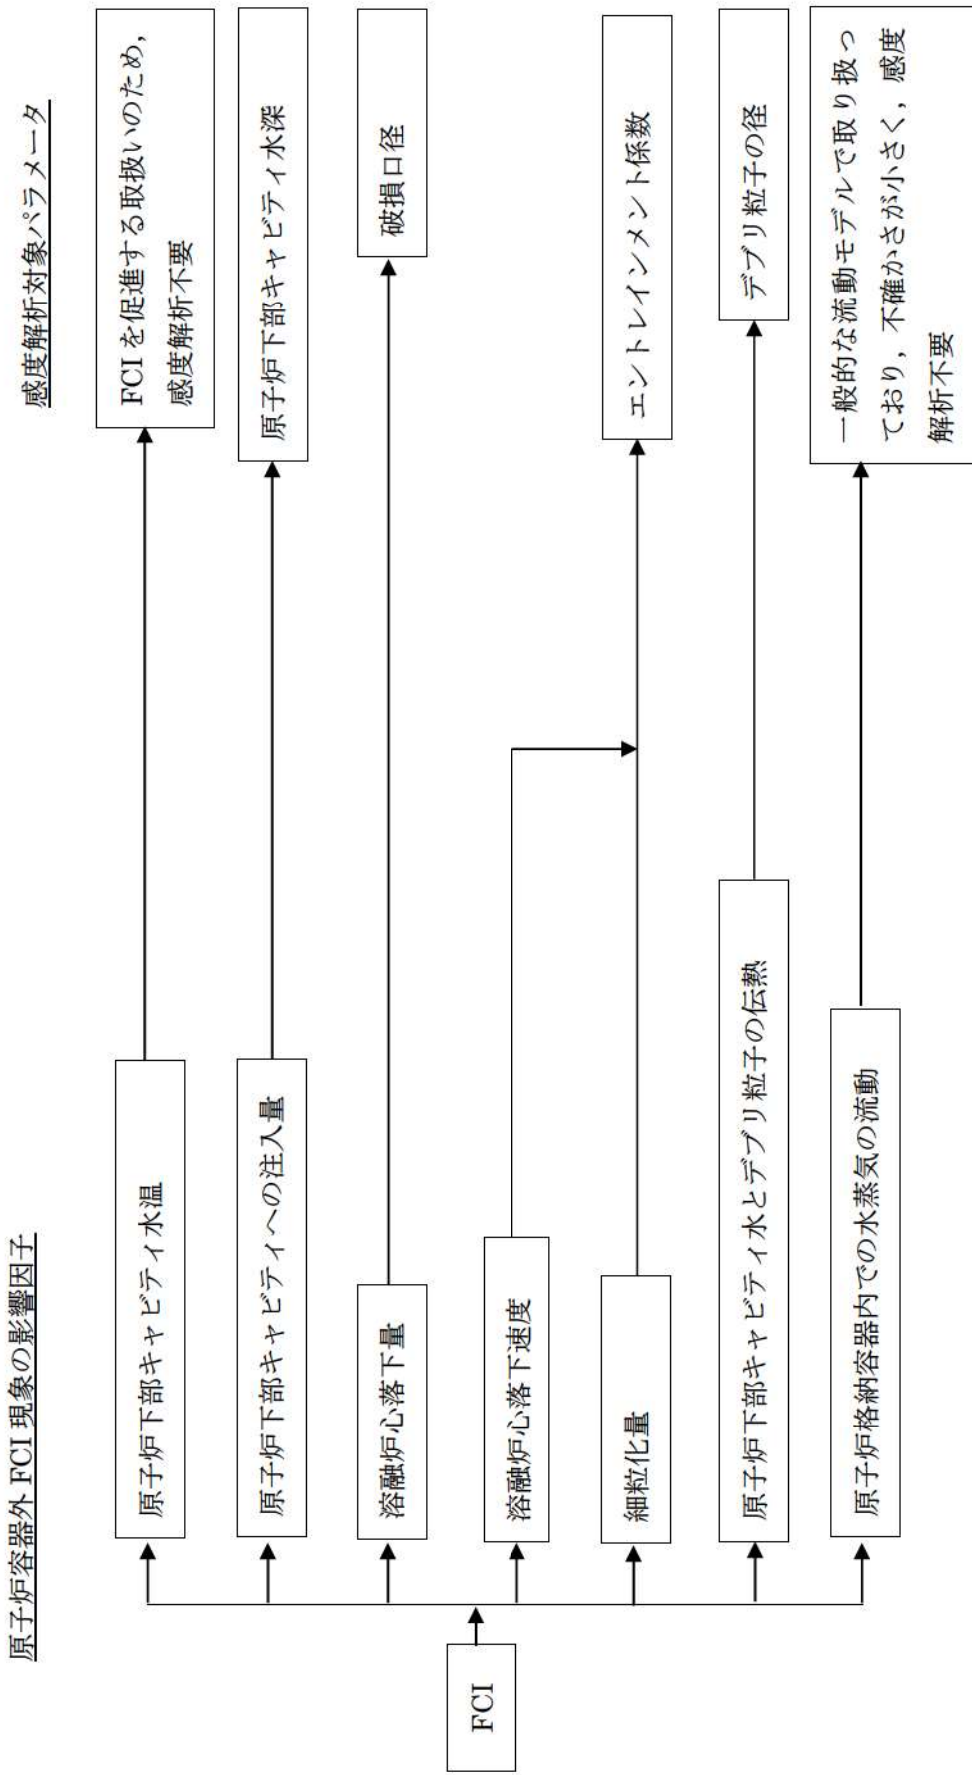 原子炉容器外 FCI 現象の影響因子
感度解析対象パラメータ
FCI
原子炉下部キャビティ水温
FCI を促進する取扱いのため，
感度解析不要
原子炉下部キャビティへの注入量
原子炉下部キャビティ水深
溶融炉心落下量
破損口径
溶融炉心落下速度
細粒化量
エントレインメント係数
原子炉下部キャビティ水とデブリ粒子の伝熱
デブリ粒子の径
原子炉格納容器内での水蒸気の流動
一般的な流動モデルで取り扱っ
ており，不確かさが小さく，感度
解析不要